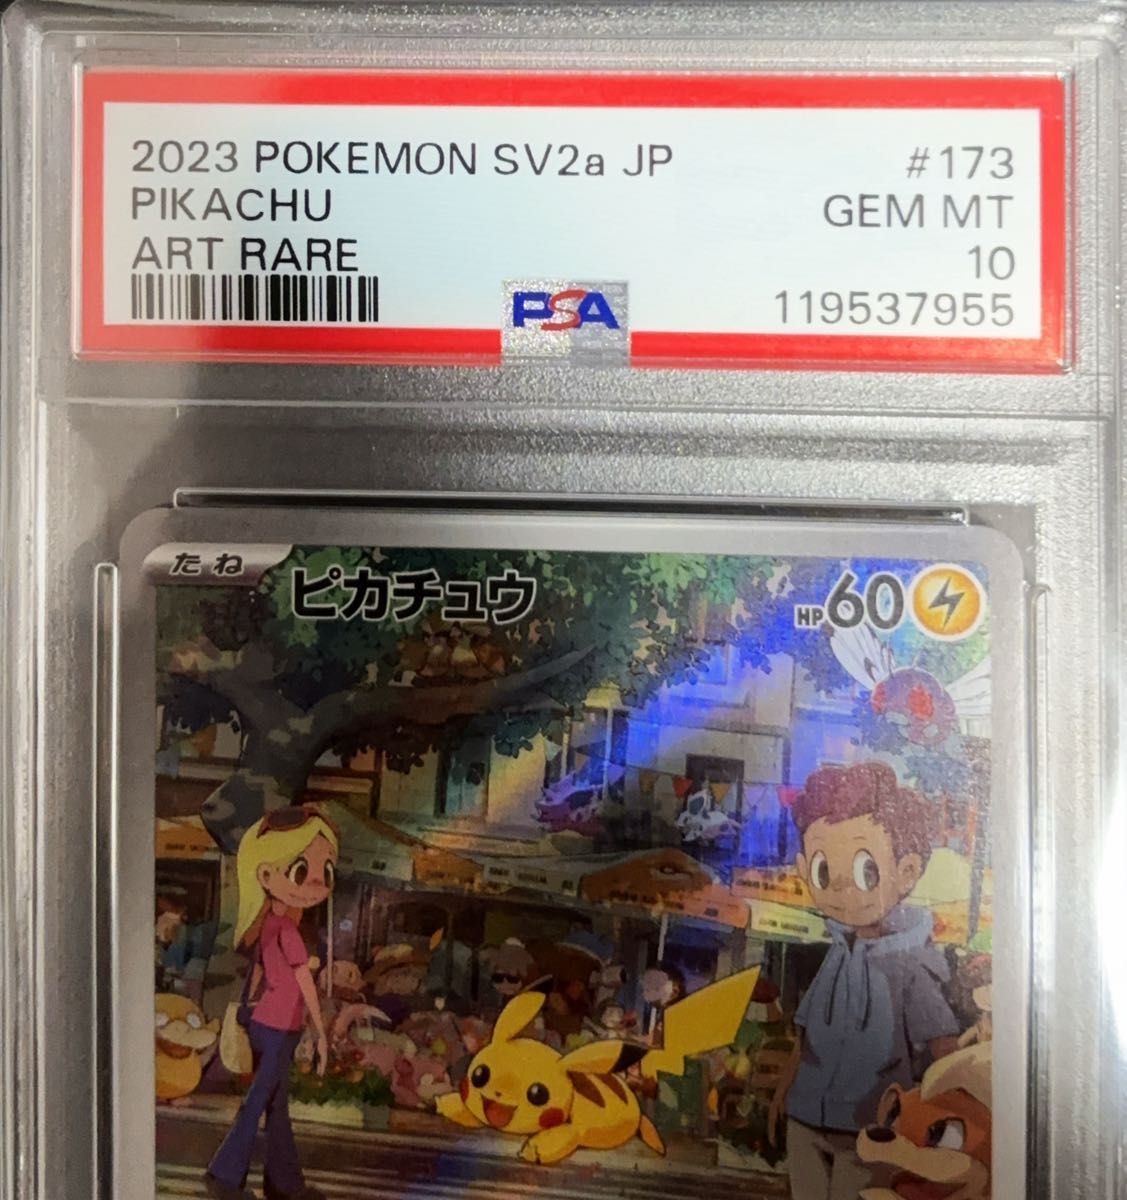 2023 POKEMON SV2a JP #173
PIKACHU GEM MT
ART RARE 10
PSA 119537955
たね ピカチュウ HP60